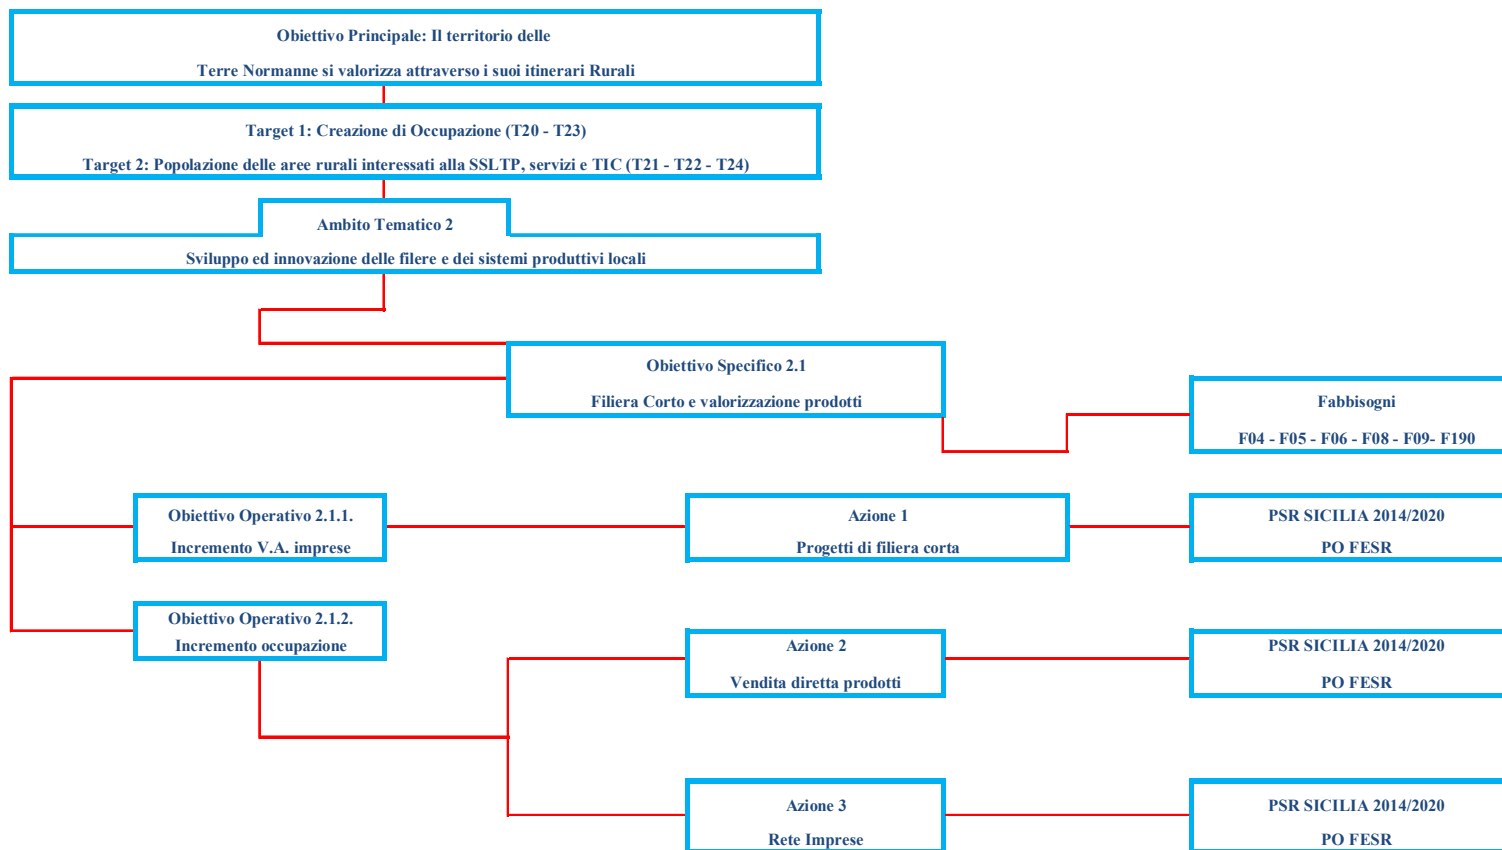 Obiettivo Principale: Il territorio delle
Terre Normanne si valorizza attraverso i suoi itinerari Rurali
Target 1: Creazione di Occupazione (T20 - T23)
Target 2: Popolazione delle aree rurali interessati alla SSLTP, servizi e TIC (T21 - T22 - T24)
Ambito Tematico 2
Sviluppo ed innovazione delle filere e dei sistemi produttivi locali
Obiettivo Specifico 2.1
Filiera Corto e valorizzazione prodotti
Fabbisogni
F04 - F05 - F06 - F08 - F09- F190
Obiettivo Operativo 2.1.1.
Incremento V.A. imprese
Azione 1
Progetti di filiera corta
PSR SICILIA 2014/2020
PO FESR
Obiettivo Operativo 2.1.2.
Incremento occupazione
Azione 2
Vendita diretta prodotti
PSR SICILIA 2014/2020
PO FESR
Azione 3
Rete Imprese
PSR SICILIA 2014/2020
PO FESR